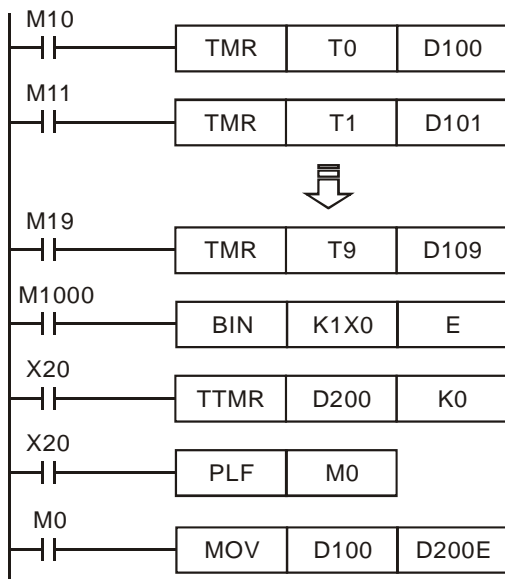 M10
TMR T0 D100
M11
TMR T1 D101
M19
TMR T9 D109
M1000
BIN K1X0 E
X20
TTMR D200 K0
X20
PLF M0
M0
MOV D100 D200E